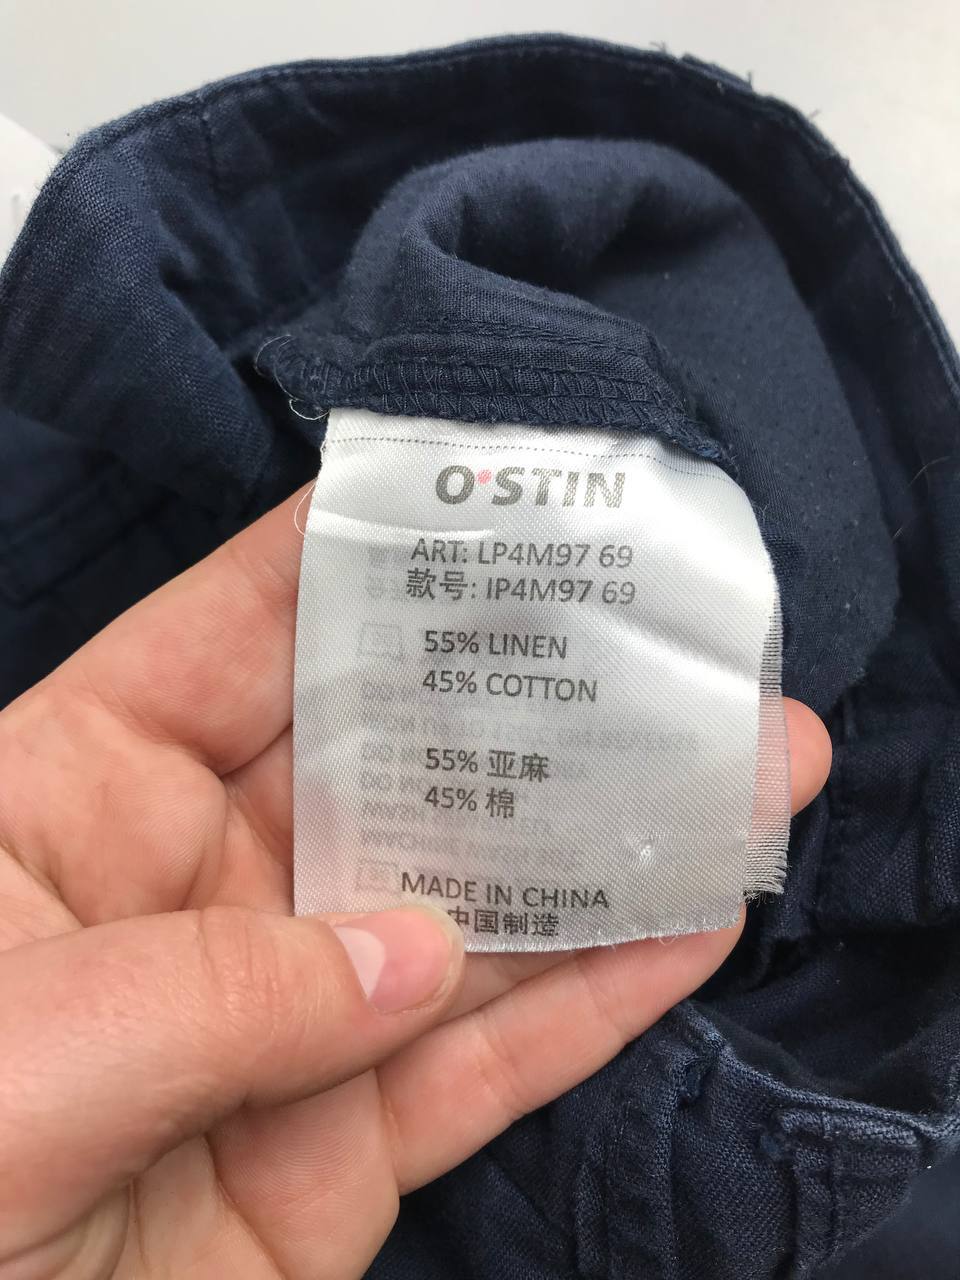 O•STIN
ART: LP4M97 69
款号: IP4M97 69
55% LINEN
45% COTTON
55% 亚麻
45% 棉
MADE IN CHINA
中国制造